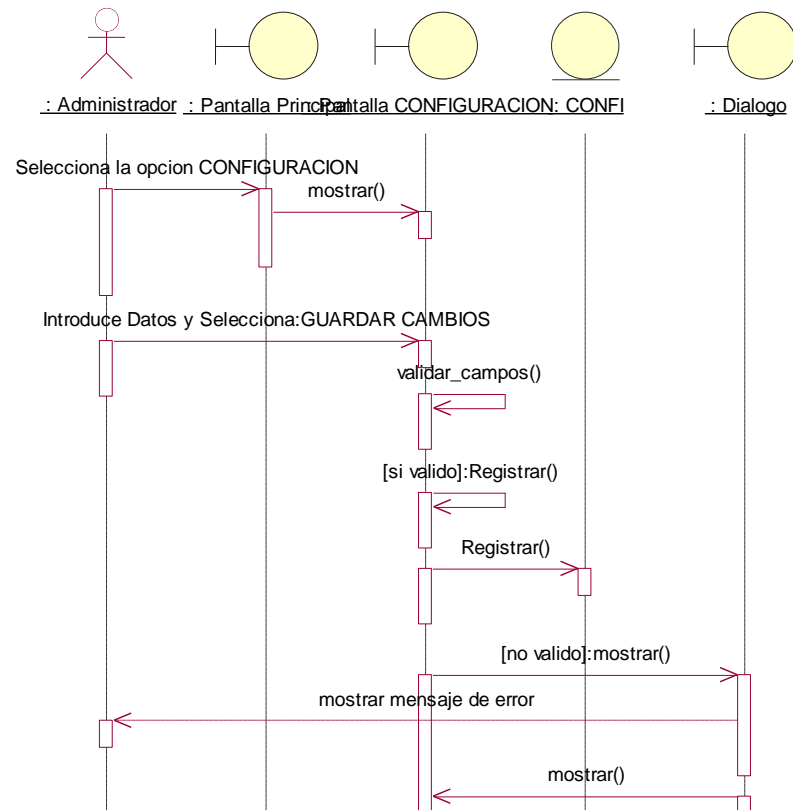 : Administrador
: Pantalla Principal
: Pantalla CONFIGURACION
: CONFI
: Dialogo
Selecciona la opcion CONFIGURACION
mostrar()
Introduce Datos y Selecciona:GUARDAR CAMBIOS
validar_campos()
[si valido]:Registrar()
Registrar()
[no valido]:mostrar()
mostrar mensaje de error
mostrar()